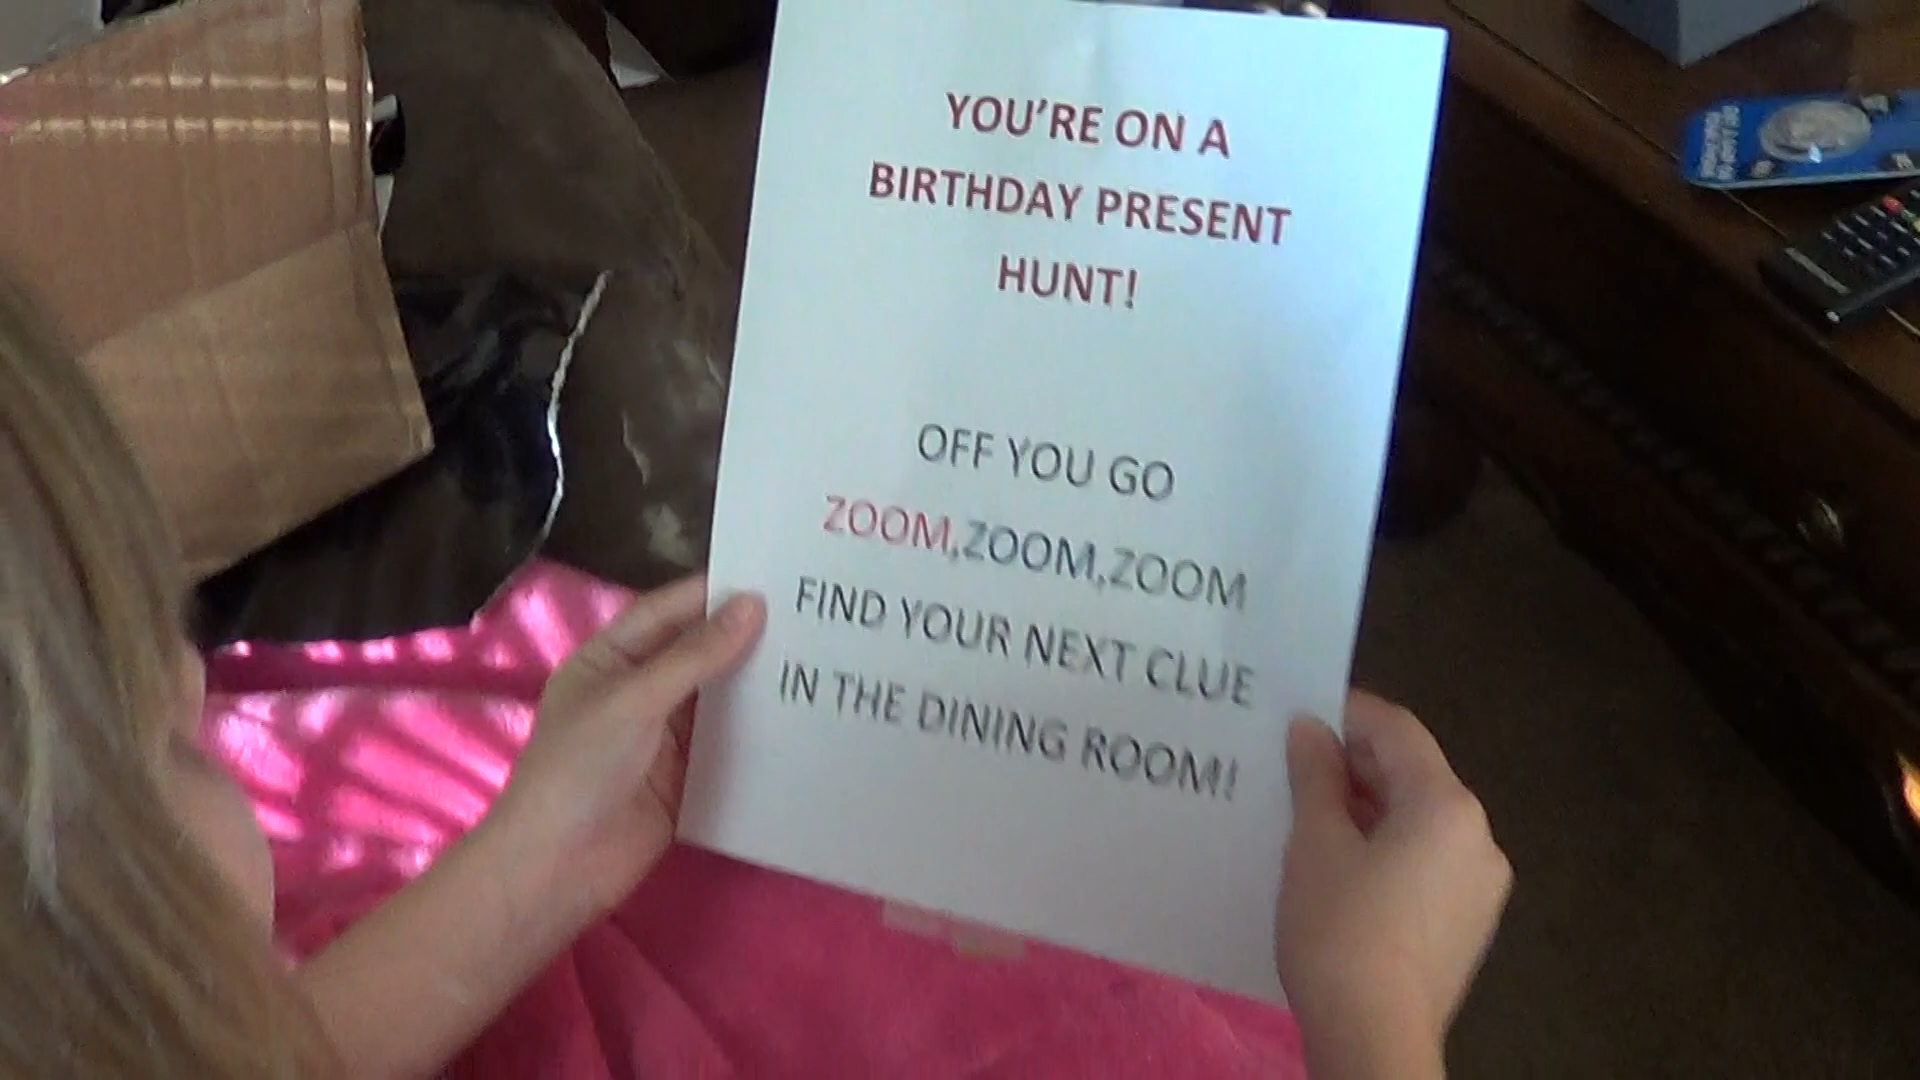 YOU'RE ON A
BIRTHDAY PRESENT
HUNT!
OFF YOU GO
ZOOM,ZOOM,ZOOM
FIND YOUR NEXT CLUE
IN THE DINING ROOM!